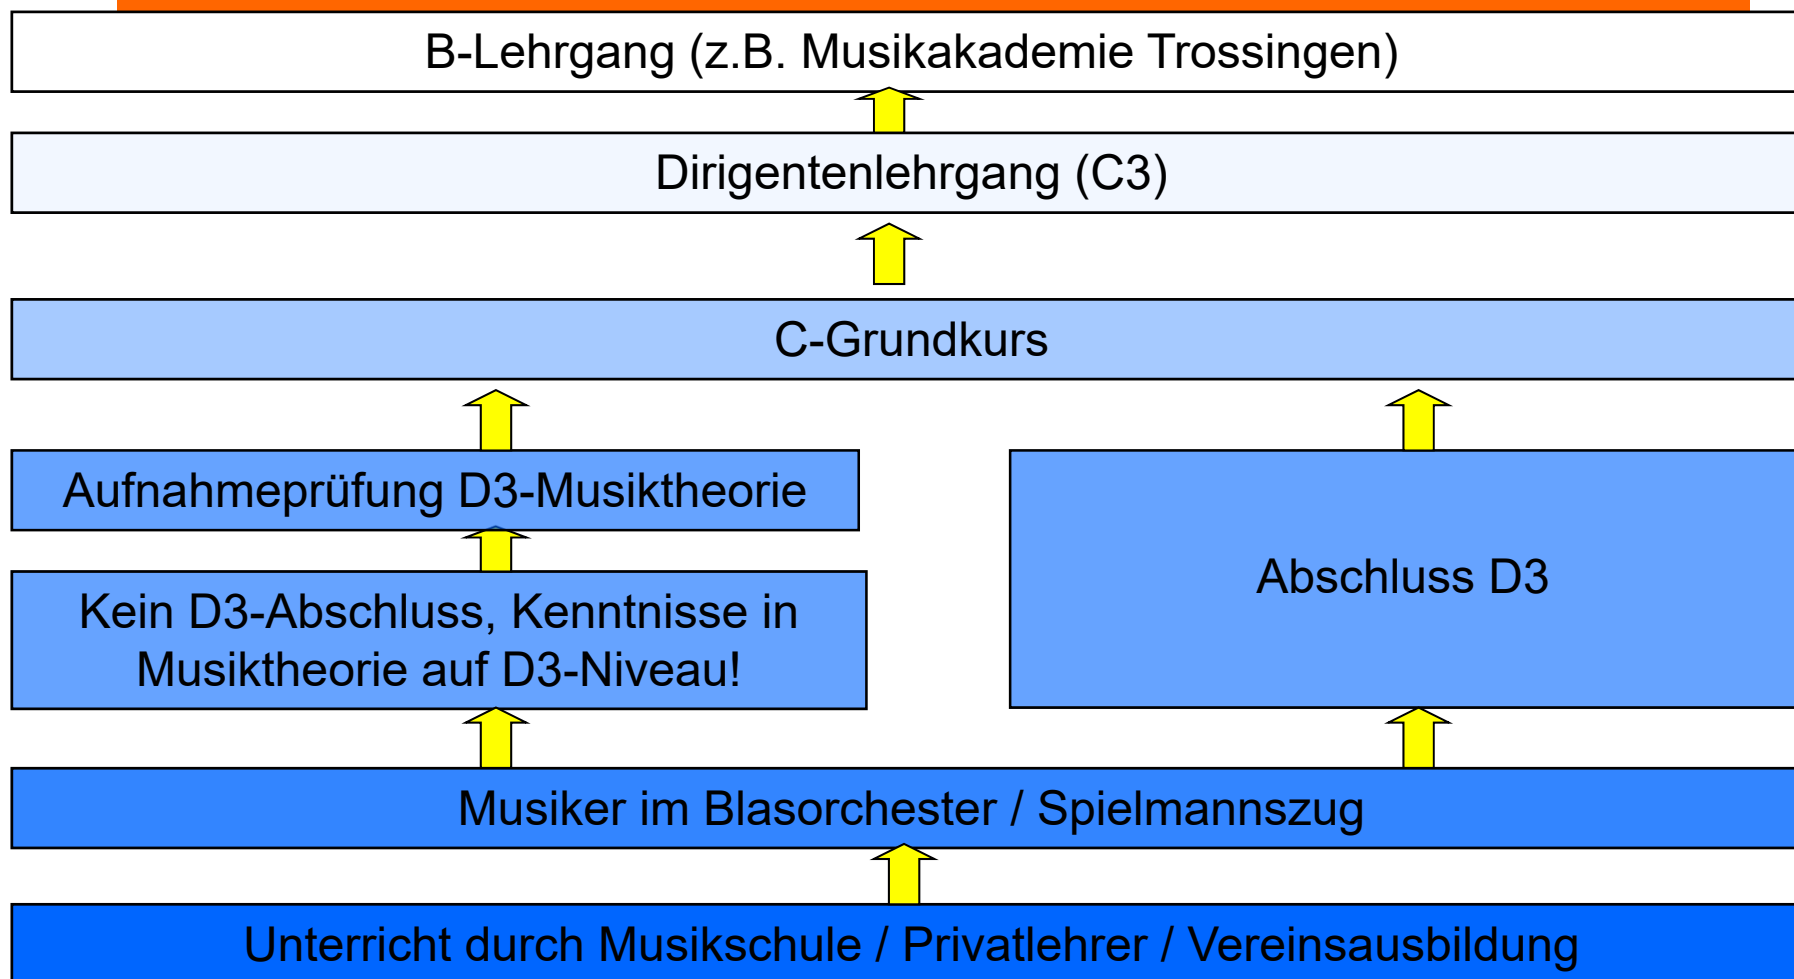 B-Lehrgang (z.B. Musikakademie Trossingen)
Dirigentenlehrgang (C3)
C-Grundkurs
Aufnahmeprüfung D3-Musiktheorie
Kein D3-Abschluss, Kenntnisse in
Musiktheorie auf D3-Niveau!
Abschluss D3
Musiker im Blasorchester / Spielmannszug
Unterricht durch Musikschule / Privatlehrer / Vereinsausbildung